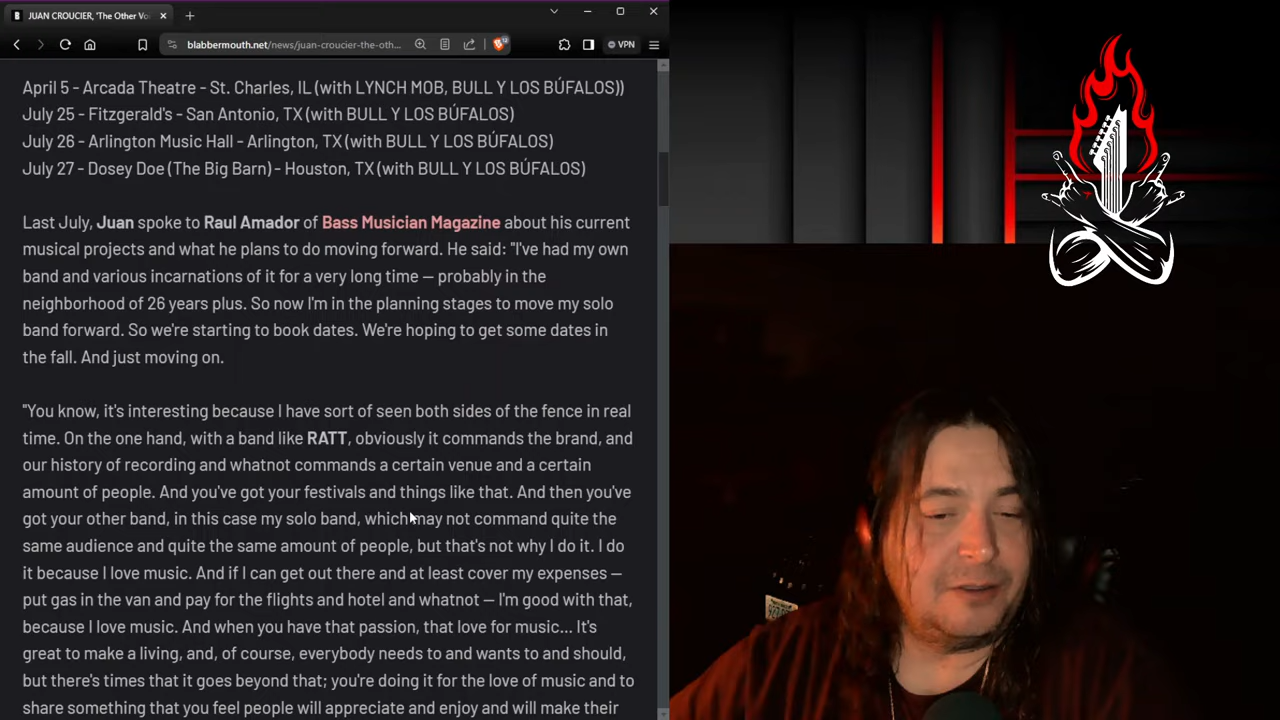 JUAN CROUCIER, 'The Other Vo
blabbermouth.net/news/juan-croucier-the-oth...
VPN
April 5 - Arcada Theatre - St. Charles, IL (with LYNCH MOB, BULL Y LOS BÚFALOS))
July 25 - Fitzgerald's - San Antonio, TX (with BULL Y LOS BÚFALOS)
July 26 - Arlington Music Hall - Arlington, TX (with BULL Y LOS BÚFALOS)
July 27 - Dosey Doe (The Big Barn) - Houston, TX (with BULL Y LOS BÚFALOS)
Last July, Juan spoke to Raul Amador of Bass Musician Magazine about his current
musical projects and what he plans to do moving forward. He said: "I've had my own
band and various incarnations of it for a very long time — probably in the
neighborhood of 26 years plus. So now I'm in the planning stages to move my solo
band forward. So we're starting to book dates. We're hoping to get some dates in
the fall. And just moving on.
"You know, it's interesting because I have sort of seen both sides of the fence in real
time. On the one hand, with a band like RATT, obviously it commands the brand, and
our history of recording and whatnot commands a certain venue and a certain
amount of people. And you've got your festivals and things like that. And then you've
got your other band, in this case my solo band, which may not command quite the
same audience and quite the same amount of people, but that's not why I do it. I do
it because I love music. And if I can get out there and at least cover my expenses —
put gas in the van and pay for the flights and hotel and whatnot — I'm good with that,
because I love music. And when you have that passion, that love for music... It's
great to make a living, and, of course, everybody needs to and wants to and should,
but there's times that it goes beyond that; you're doing it for the love of music and to
share something that you feel people will appreciate and enjoy and will make their